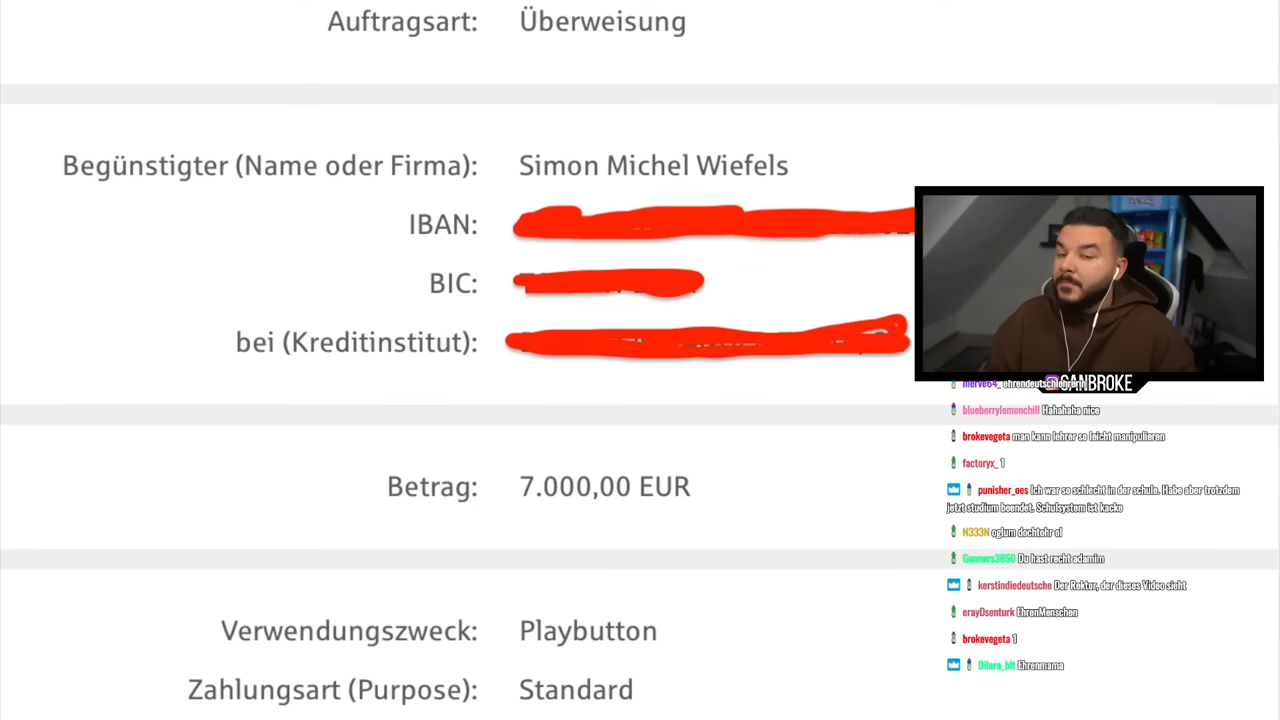 Auftragsart: Überweisung
Begünstigter (Name oder Firma): Simon Michel Wiefels
IBAN:
BIC:
bei (Kreditinstitut):
Betrag: 7.000,00 EUR
Verwendungszweck: Playbutton
Zahlungsart (Purpose): Standard
CANBROKE
merve64_ ehrendeutschlehrerin
blueberrylemonchill Hahahaha nice
brokevegeta man kann lehrer so leicht manipulieren
factoryx_ 1
punisher_oes Ich war so schlecht in der schule. Habe aber trotzdem
jetzt studium beendet. Schulsystem ist kacke
N333N oglum dochtohr ol
Gunners3850 Du hast recht adamim
kerstindiedeutsche Der Rektor, der dieses Video sieht
erayDsenturk EhrenMenschen
brokevegeta 1
Dilara_blt Ehrenmama